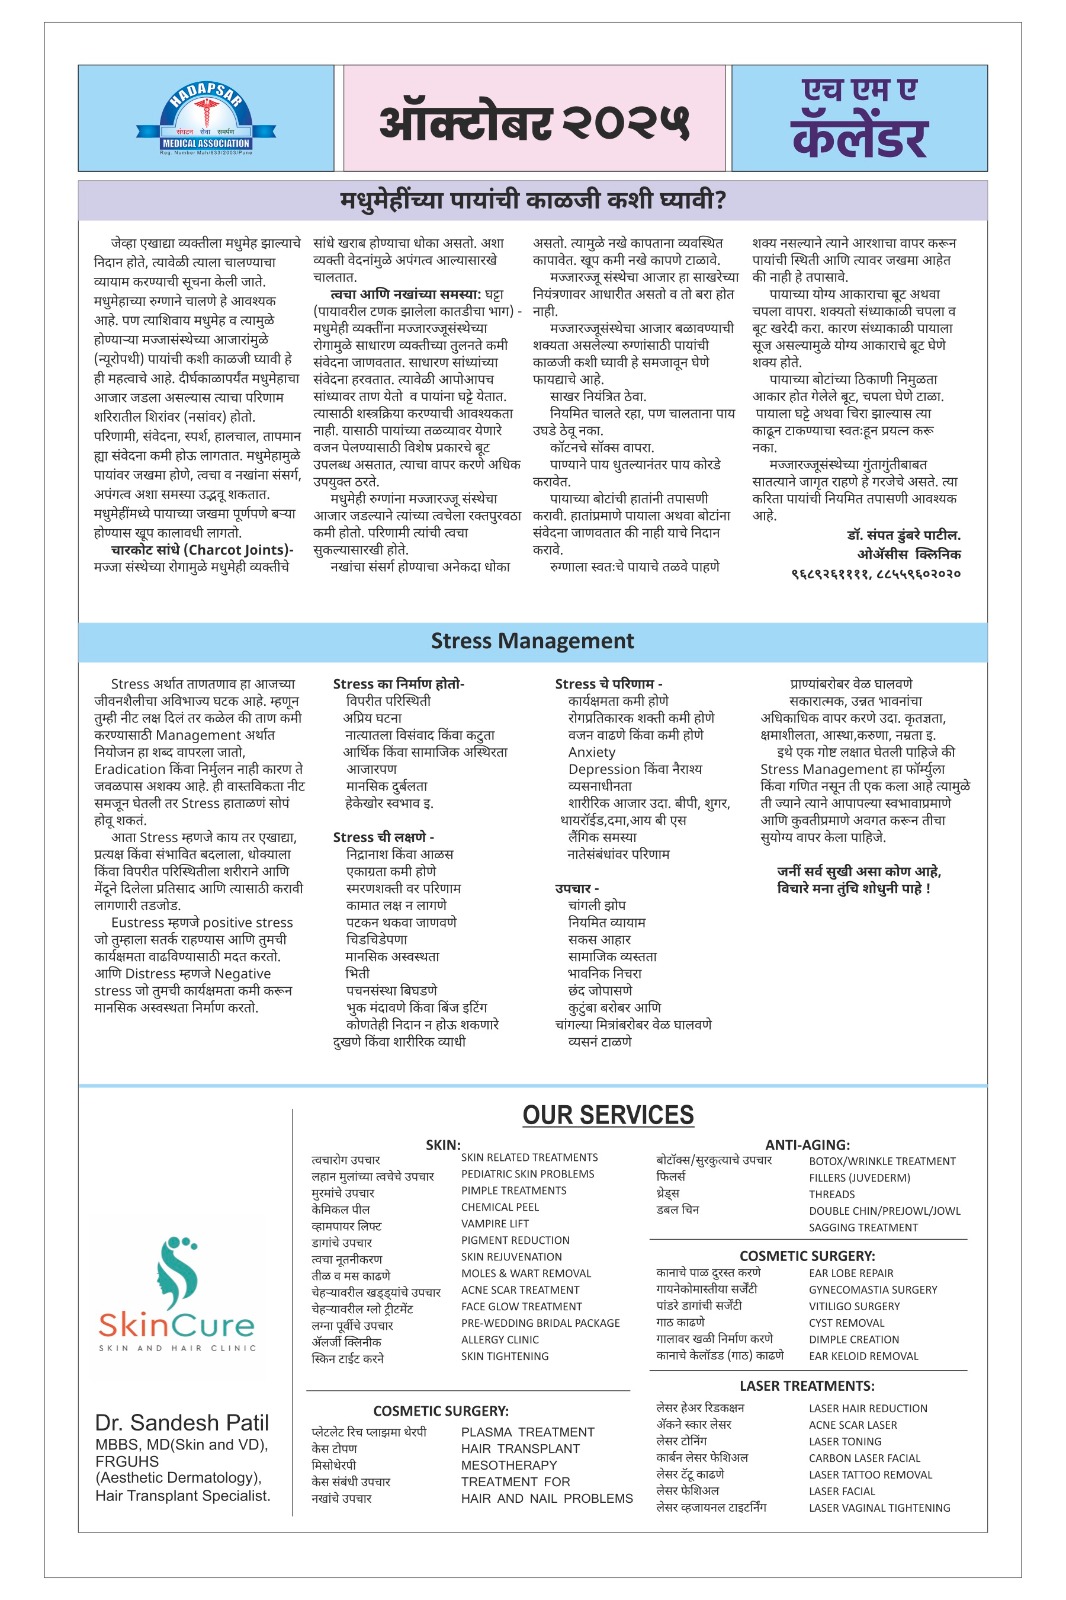 HADAPSAR
संघटन सेवा समर्पण
MEDICAL ASSOCIATION
ऑक्टोबर २०२५
एच एम ए
कॅलेंडर
मधुमेहींच्या पायांची काळजी कशी घ्यावी?
जेव्हा एखाद्या व्यक्तीला मधुमेह झाल्याचे
निदान होते, त्यावेळी त्याला चालण्याचा
व्यायाम करण्याची सूचना केली जाते.
मधुमेहाच्या रुग्णाने चालणे हे आवश्यक
आहे. पण त्याशिवाय मधुमेह व त्यामुळे
होण्याऱ्या मज्जासंस्थेच्या आजारांमुळे
(न्यूरोपथी) पायांची कशी काळजी घ्यावी हे
ही महत्वाचे आहे. दीर्घकाळापर्यंत मधुमेहाचा
आजार जडला असल्यास त्याचा परिणाम
शरिरातील शिरांवर (नसांवर) होतो.
परिणामी, संवेदना, स्पर्श, हालचाल, तापमान
ह्या संवेदना कमी होऊ लागतात. मधुमेहामुळे
पायांवर जखमा होणे, त्वचा व नखांना संसर्ग,
अपंगत्व अशा समस्या उद्भवू शकतात.
मधुमेहींमध्ये पायाच्या जखमा पूर्णपणे बऱ्या
होण्यास खूप कालावधी लागतो.
चारकोट सांधे (Charcot Joints)-
मज्जा संस्थेच्या रोगामुळे मधुमेही व्यक्तीचे
सांधे खराब होण्याचा धोका असतो. अशा
व्यक्ती वेदनांमुळे अपंगत्व आल्यासारखे
चालतात.
त्वचा आणि नखांच्या समस्या: घट्टा
(पायावरील टणक झालेला कातडीचा भाग) -
मधुमेही व्यक्तींना मज्जारज्जूसंस्थेच्या
रोगामुळे साधारण व्यक्तीच्या तुलनते कमी
संवेदना जाणवतात. साधारण सांध्यांच्या
संवेदना हरवतात. त्यावेळी आपोआपच
सांध्यावर ताण येतो व पायांना घट्टे येतात.
त्यासाठी शस्त्रक्रिया करण्याची आवश्यकता
नाही. यासाठी पायांच्या तळव्यावर येणारे
वजन पेलण्यासाठी विशेष प्रकारचे बूट
उपलब्ध असतात, त्याचा वापर करणे अधिक
उपयुक्त ठरते.
मधुमेही रुग्णांना मज्जारज्जू संस्थेचा
आजार जडल्याने त्यांच्या त्वचेला रक्तपुरवठा
कमी होतो. परिणामी त्यांची त्वचा
सुकल्यासारखी होते.
नखांचा संसर्ग होण्याचा अनेकदा धोका
असतो. त्यामुळे नखे कापताना व्यवस्थित
कापावेत. खूप कमी नखे कापणे टाळावे.
मज्जारज्जू संस्थेचा आजार हा साखरेच्या
नियंत्रणावर आधारीत असतो व तो बरा होत
नाही.
मज्जारज्जूसंस्थेचा आजार बळावण्याची
शक्यता असलेल्या रुग्णांसाठी पायांची
काळजी कशी घ्यावी हे समजावून घेणे
फायद्याचे आहे.
साखर नियंत्रित ठेवा.
नियमित चालते रहा, पण चालताना पाय
उघडे ठेवू नका.
कॉटनचे सॉक्स वापरा.
पाण्याने पाय धुतल्यानंतर पाय कोरडे
करावेत.
पायाच्या बोटांची हातांनी तपासणी
करावी. हातांप्रमाणे पायाला अथवा बोटांना
संवेदना जाणवतात की नाही याचे निदान
करावे.
रुग्णाला स्वतःचे पायाचे तळवे पाहणे
शक्य नसल्याने त्याने आरशाचा वापर करून
पायांची स्थिती आणि त्यावर जखमा आहेत
की नाही हे तपासावे.
पायाच्या योग्य आकाराचा बूट अथवा
चपला वापरा. शक्यतो संध्याकाळी चपला व
बूट खरेदी करा. कारण संध्याकाळी पायाला
सूज असल्यामुळे योग्य आकाराचे बूट घेणे
शक्य होते.
पायाच्या बोटांच्या ठिकाणी निमुळता
आकार होत गेलेले बूट, चपला घेणे टाळा.
पायाला घट्टे अथवा चिरा झाल्यास त्या
काढून टाकण्याचा स्वतःहून प्रयत्न करू
नका.
मज्जारज्जूसंस्थेच्या गुंतागुंतीबाबत
सातत्याने जागृत राहणे हे गरजेचे असते. त्या
करिता पायांची नियमित तपासणी आवश्यक
आहे.
डॉ. संपत डुंबरे पाटील.
ओॲसीस क्लिनिक
९६८९२६११११, ८८५५९६०२०२०
Stress Management
Stress अर्थात ताणतणाव हा आजच्या
जीवनशैलीचा अविभाज्य घटक आहे. म्हणून
तुम्ही नीट लक्ष दिलं तर कळेल की ताण कमी
करण्यासाठी Management अर्थात
नियोजन हा शब्द वापरला जातो,
Eradication किंवा निर्मुलन नाही कारण ते
जवळपास अशक्य आहे. ही वास्तविकता नीट
समजून घेतली तर Stress हाताळणं सोपं
होवू शकतं.
आता Stress म्हणजे काय तर एखाद्या,
प्रत्यक्ष किंवा संभावित बदलाला, धोक्याला
किंवा विपरीत परिस्थितीला शरीराने आणि
मेंदूने दिलेला प्रतिसाद आणि त्यासाठी करावी
लागणारी तडजोड.
Eustress म्हणजे positive stress
जो तुम्हाला सतर्क राहण्यास आणि तुमची
कार्यक्षमता वाढविण्यासाठी मदत करतो.
आणि Distress म्हणजे Negative
stress जो तुमची कार्यक्षमता कमी करून
मानसिक अस्वस्थता निर्माण करतो.
Stress का निर्माण होतो-
विपरीत परिस्थिती
अप्रिय घटना
नात्यातला विसंवाद किंवा कटुता
आर्थिक किंवा सामाजिक अस्थिरता
आजारपण
मानसिक दुर्बलता
हेकेखोर स्वभाव इ.
Stress ची लक्षणे -
निद्रानाश किंवा आळस
एकाग्रता कमी होणे
स्मरणशक्ती वर परिणाम
कामात लक्ष न लागणे
पटकन थकवा जाणवणे
चिडचिडेपणा
मानसिक अस्वस्थता
भिती
पचनसंस्था बिघडणे
भुक मंदावणे किंवा बिंज इटिंग
कोणतेही निदान न होऊ शकणारे
दुखणे किंवा शारीरिक व्याधी
Stress चे परिणाम -
कार्यक्षमता कमी होणे
रोगप्रतिकारक शक्ती कमी होणे
वजन वाढणे किंवा कमी होणे
Anxiety
Depression किंवा नैराश्य
व्यसनाधीनता
शारीरिक आजार उदा. बीपी, शुगर,
थायरॉईड,दमा,आय बी एस
लैंगिक समस्या
नातेसंबंधांवर परिणाम
उपचार -
चांगली झोप
नियमित व्यायाम
सकस आहार
सामाजिक व्यस्तता
भावनिक निचरा
छंद जोपासणे
कुटुंबा बरोबर आणि
चांगल्या मित्रांबरोबर वेळ घालवणे
व्यसनं टाळणे
प्राण्यांबरोबर वेळ घालवणे
सकारात्मक, उन्नत भावनांचा
अधिकाधिक वापर करणे उदा. कृतज्ञता,
क्षमाशीलता, आस्था,करुणा, नम्रता इ.
इथे एक गोष्ट लक्षात घेतली पाहिजे की
Stress Management हा फॉर्म्युला
किंवा गणित नसून ती एक कला आहे त्यामुळे
ती ज्याने त्याने आपापल्या स्वभावाप्रमाणे
आणि कुवतीप्रमाणे अवगत करून तीचा
सुयोग्य वापर केला पाहिजे.
जनीं सर्व सुखी असा कोण आहे,
विचारे मना तुंचि शोधुनी पाहे !
SkinCure
SKIN AND HAIR CLINIC
Dr. Sandesh Patil
MBBS, MD(Skin and VD),
FRGUHS
(Aesthetic Dermatology),
Hair Transplant Specialist.
OUR SERVICES
SKIN:
त्वचारोग उपचार SKIN RELATED TREATMENTS
लहान मुलांच्या त्वचेचे उपचार PEDIATRIC SKIN PROBLEMS
मुरमांचे उपचार PIMPLE TREATMENTS
केमिकल पील CHEMICAL PEEL
व्हामपायर लिफ्ट VAMPIRE LIFT
डागांचे उपचार PIGMENT REDUCTION
त्वचा नूतनीकरण SKIN REJUVENATION
तीळ व मस काढणे MOLES & WART REMOVAL
चेहऱ्यावरील खड्ड्यांचे उपचार ACNE SCAR TREATMENT
चेहऱ्यावरील ग्लो ट्रीटमेंट FACE GLOW TREATMENT
लग्ना पूर्वीचे उपचार PRE-WEDDING BRIDAL PACKAGE
ॲलर्जी क्लिनीक ALLERGY CLINIC
स्किन टाईट करने SKIN TIGHTENING
COSMETIC SURGERY:
प्लेटलेट रिच प्लाझमा थेरपी PLASMA TREATMENT
केस टोपण HAIR TRANSPLANT
मिसोथेरपी MESOTHERAPY
केस संबंधी उपचार TREATMENT FOR
नखांचे उपचार HAIR AND NAIL PROBLEMS
ANTI-AGING:
बोटॉक्स/सुरकुत्याचे उपचार BOTOX/WRINKLE TREATMENT
फिलर्स FILLERS (JUVEDERM)
थ्रेड्स THREADS
डबल चिन DOUBLE CHIN/PREJOWL/JOWL
SAGGING TREATMENT
COSMETIC SURGERY:
कानाचे पाळ दुरस्त करणे EAR LOBE REPAIR
गायनेकोमास्तीया सर्जेटी GYNECOMASTIA SURGERY
पांडरे डागांची सर्जेटी VITILIGO SURGERY
गाठ काढणे CYST REMOVAL
गालावर खळी निर्माण करणे DIMPLE CREATION
कानाचे केलॉडड (गाठ) काढणे EAR KELOID REMOVAL
LASER TREATMENTS:
लेसर हेअर रिडकक्षन LASER HAIR REDUCTION
ॲकने स्कार लेसर ACNE SCAR LASER
लेसर टोनिंग LASER TONING
कार्बन लेसर फेशिअल CARBON LASER FACIAL
लेसर टॅटू काढणे LASER TATTOO REMOVAL
लेसर फेशिअल LASER FACIAL
लेसर व्हजायनल टाइटर्निंग LASER VAGINAL TIGHTENING